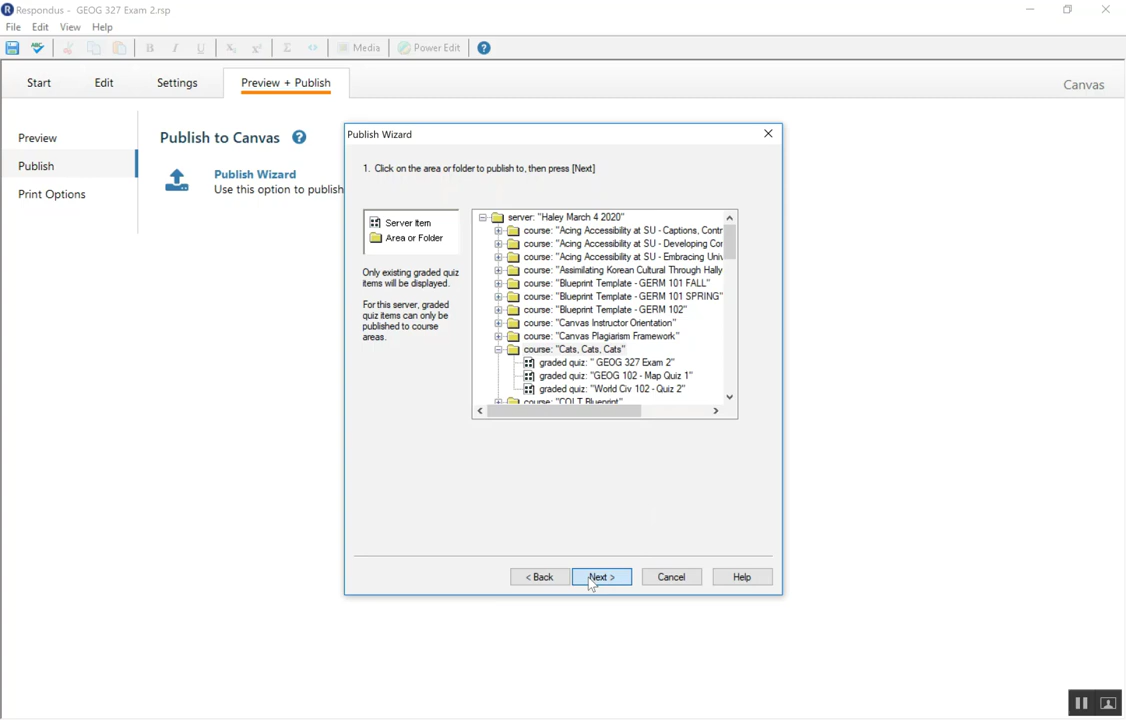 Respondus - GEOG 327 Exam 2.rsp
File Edit View Help
B I U Σ <> Media Power Edit ?
Start Edit Settings Preview + Publish Canvas
Preview
Publish
Print Options
Publish to Canvas ?
Publish Wizard
Use this option to publish
Publish Wizard
1. Click on the area or folder to publish to, then press [Next]
Server Item
Area or Folder
Only existing graded quiz
items will be displayed.
For this server, graded
quiz items can only be
published to course
areas.
server: "Haley March 4 2020"
course: "Acing Accessibility at SU - Captions, Contr
course: "Acing Accessibility at SU - Developing Cor
course: "Acing Accessibility at SU - Embracing Univ
course: "Assimilating Korean Cultural Through Hally
course: "Blueprint Template - GERM 101 FALL"
course: "Blueprint Template - GERM 101 SPRING"
course: "Blueprint Template - GERM 102"
course: "Canvas Instructor Orientation"
course: "Canvas Plagiarism Framework"
course: "Cats, Cats, Cats"
graded quiz: " GEOG 327 Exam 2"
graded quiz: "GEOG 102 - Map Quiz 1"
graded quiz: "World Civ 102 - Quiz 2"
course: "COLT Blueprint"
< Back Next > Cancel Help